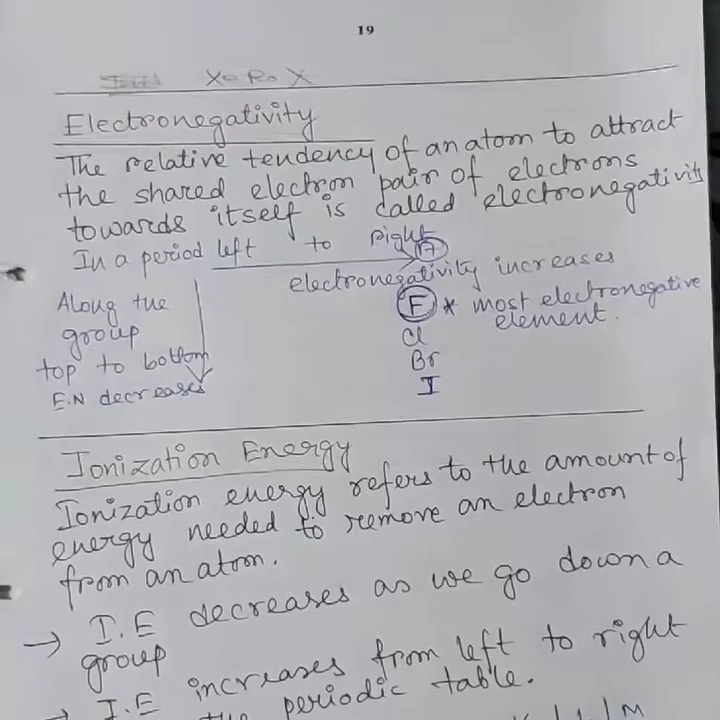 19
XeRoX
Electronegativity
The relative tendency of an atom to attract
the shared electron pair of electrons
towards itself is called electronegativity
In a period left to right
electronegativity increases
Along the
group
top to bottom
E.N decreases
F * most electronegative
element.
Cl
Br
I
Ionization Energy
Ionization energy refers to the amount of
energy needed to remove an electron
from an atom.
→ I.E decreases as we go down a
group
→ I.E increases from left to right
the periodic table.